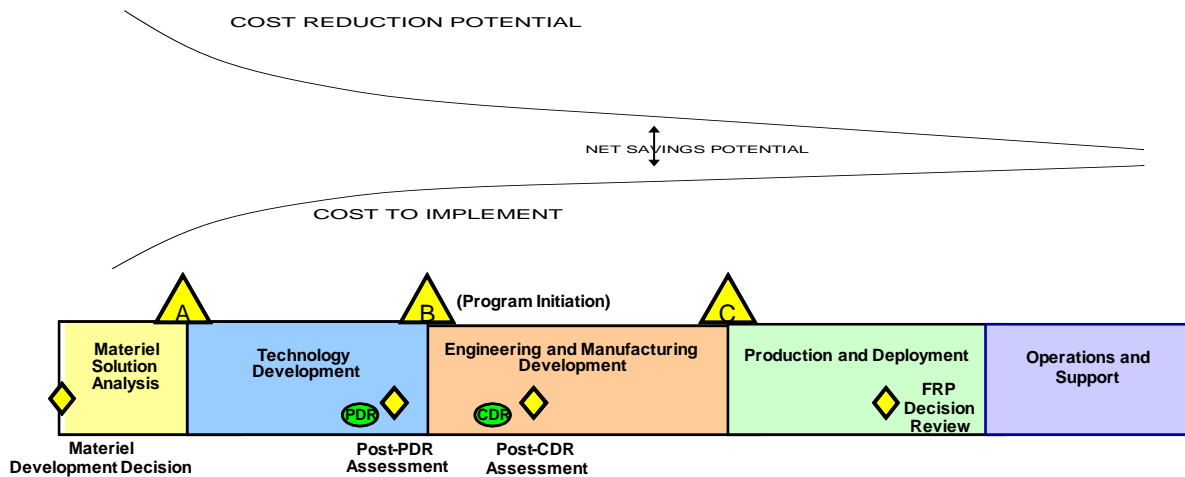 COST REDUCTION POTENTIAL
NET SAVINGS POTENTIAL
COST TO IMPLEMENT
A
B
(Program Initiation)
C
Materiel
Solution
Analysis
Technology
Development
Engineering and Manufacturing
Development
Production and Deployment
Operations and
Support
PDR
CDR
FRP
Decision
Review
Materiel
Development Decision
Post-PDR
Assessment
Post-CDR
Assessment